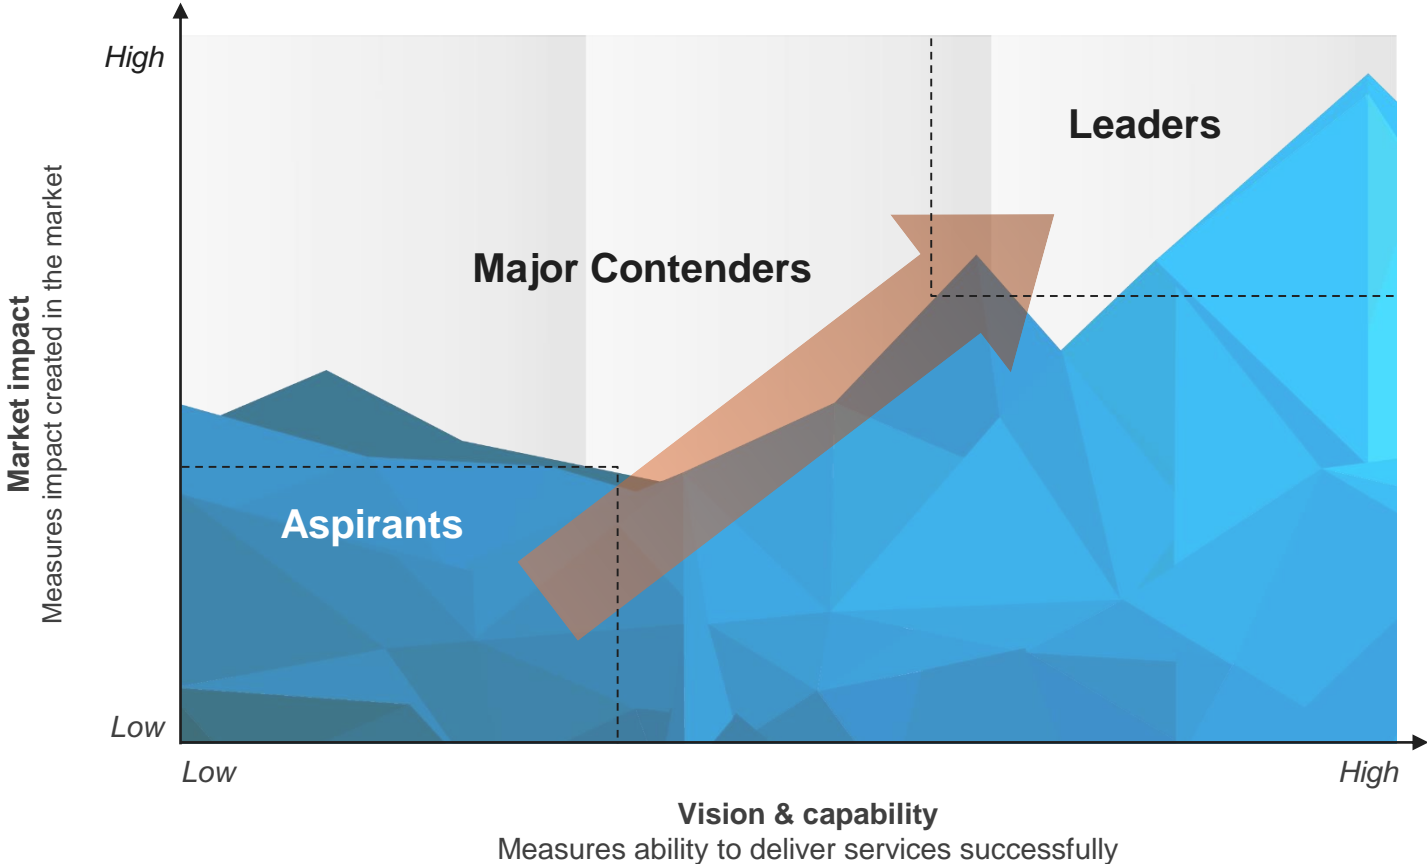 High
Leaders
Major Contenders
Market impact
Measures impact created in the market
Aspirants
Low
Low
High
Vision & capability
Measures ability to deliver services successfully